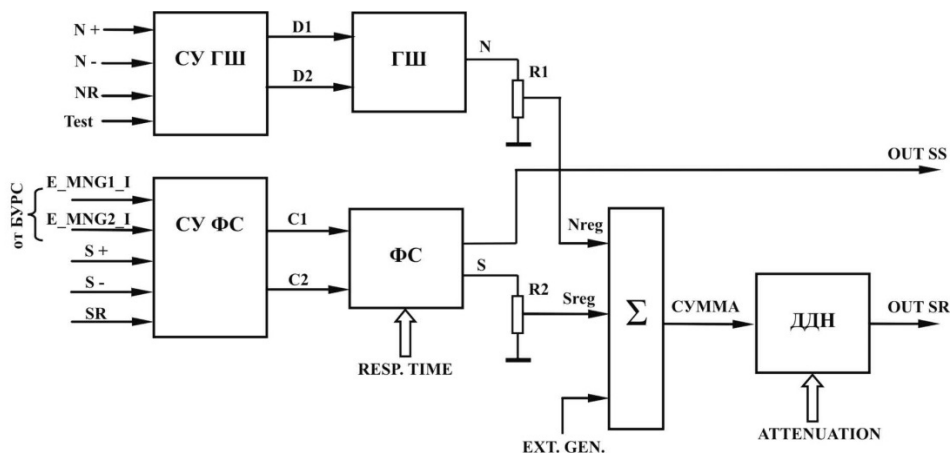 N +
N -
NR
Test
СУ ГШ
D1
D2
ГШ
N
R1
OUT SS
от БУРС
E_MNG1_I
E_MNG2_I
S +
S -
SR
СУ ФС
C1
C2
ФС
S
R2
RESP. TIME
Nreg
Sreg
Σ
EXT. GEN.
СУММА
ДДН
OUT SR
ATTENUATION